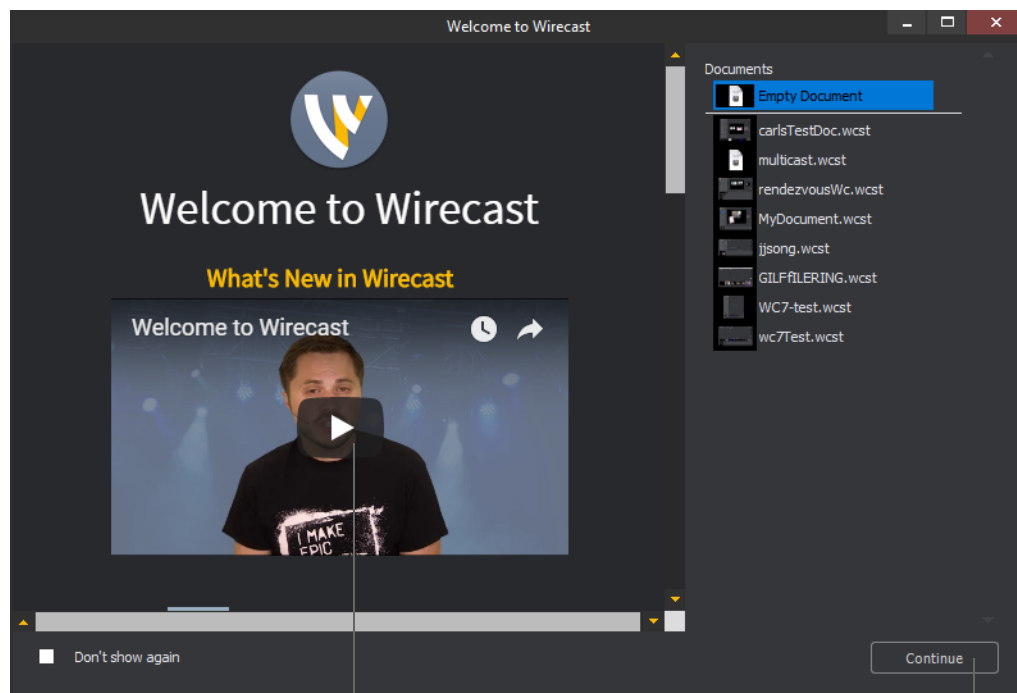 Welcome to Wirecast
Welcome to Wirecast
What's New in Wirecast
Welcome to Wirecast
I MAKE
EPIC
Documents
Empty Document
carlsTestDoc.wcst
multicast.wcst
rendezvousWc.wcst
MyDocument.wcst
jjsong.wcst
GILFfILERING.wcst
WC7-test.wcst
wc7Test.wcst
Don't show again
Continue